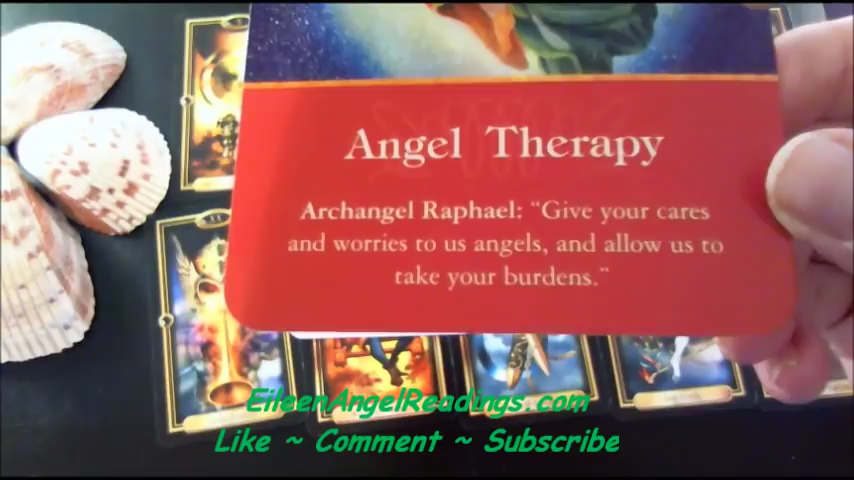 Angel Therapy
Archangel Raphael: "Give your cares
and worries to us angels, and allow us to
take your burdens."
EileenAngelReadings.com
Like ~ Comment ~ Subscribe